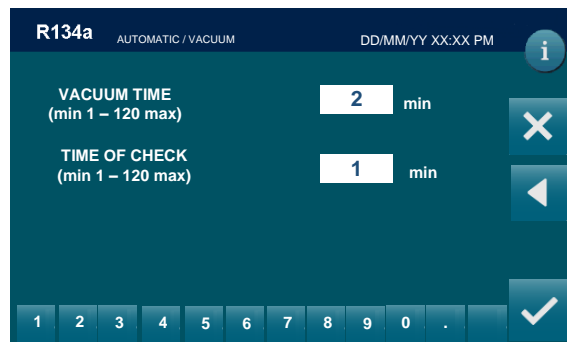 R134a AUTOMATIC / VACUUM DD/MM/YY XX:XX PM
i
VACUUM TIME 2 min
(min 1 – 120 max)
TIME OF CHECK 1 min
(min 1 – 120 max)
1 2 3 4 5 6 7 8 9 0 .